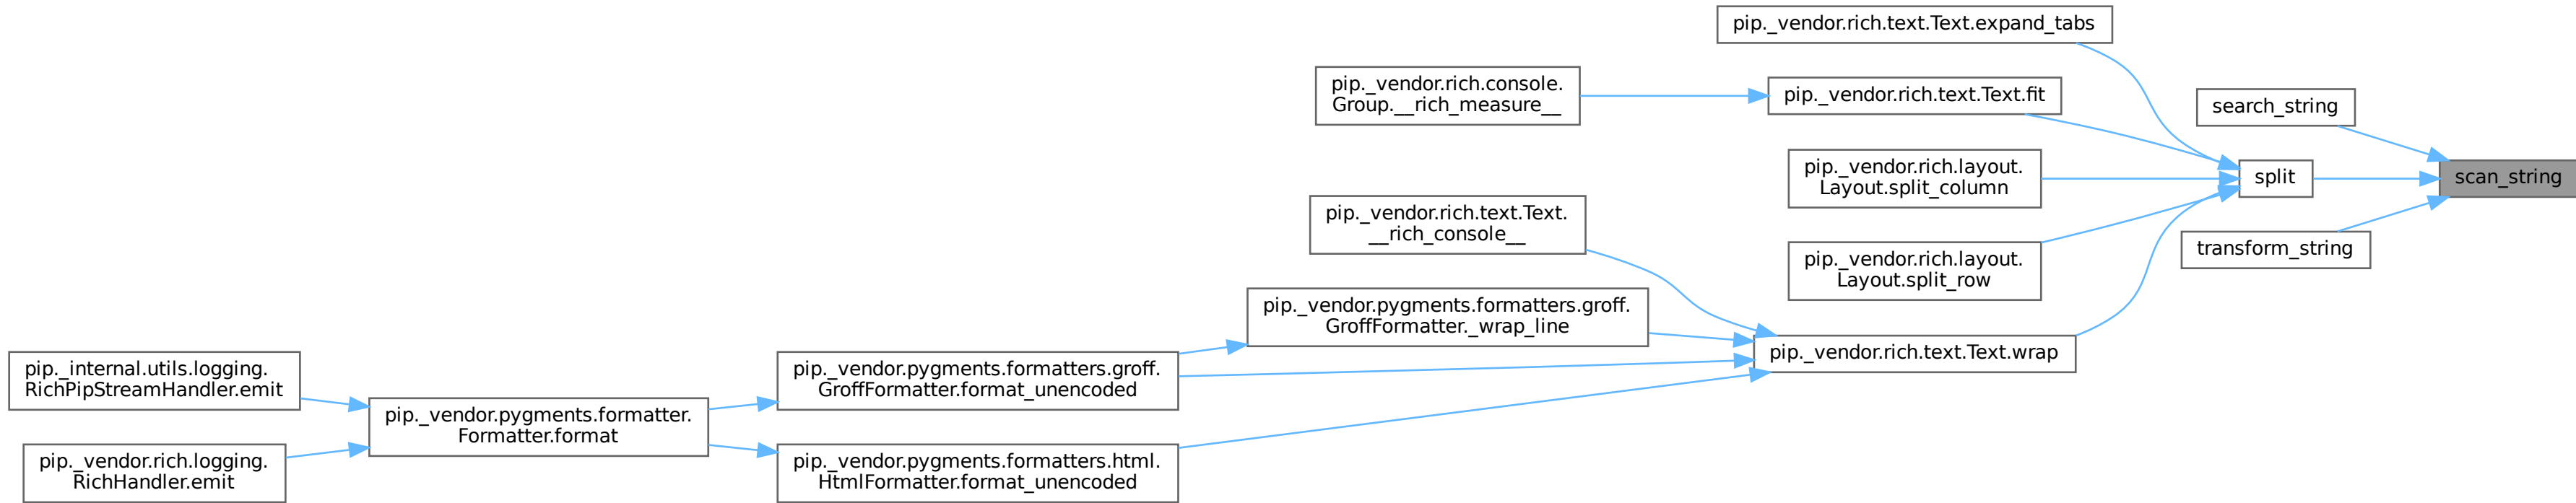 pip._vendor.rich.text.Text.expand_tabs
pip._vendor.rich.console.
Group.__rich_measure__
pip._vendor.rich.text.Text.fit
search_string
pip._vendor.rich.layout.
Layout.split_column
split
scan_string
pip._vendor.rich.text.Text.
__rich_console__
pip._vendor.rich.layout.
Layout.split_row
transform_string
pip._vendor.pygments.formatters.groff.
GroffFormatter._wrap_line
pip._vendor.rich.text.Text.wrap
pip._internal.utils.logging.
RichPipStreamHandler.emit
pip._vendor.pygments.formatters.groff.
GroffFormatter.format_unencoded
pip._vendor.pygments.formatter.
Formatter.format
pip._vendor.rich.logging.
RichHandler.emit
pip._vendor.pygments.formatters.html.
HtmlFormatter.format_unencoded